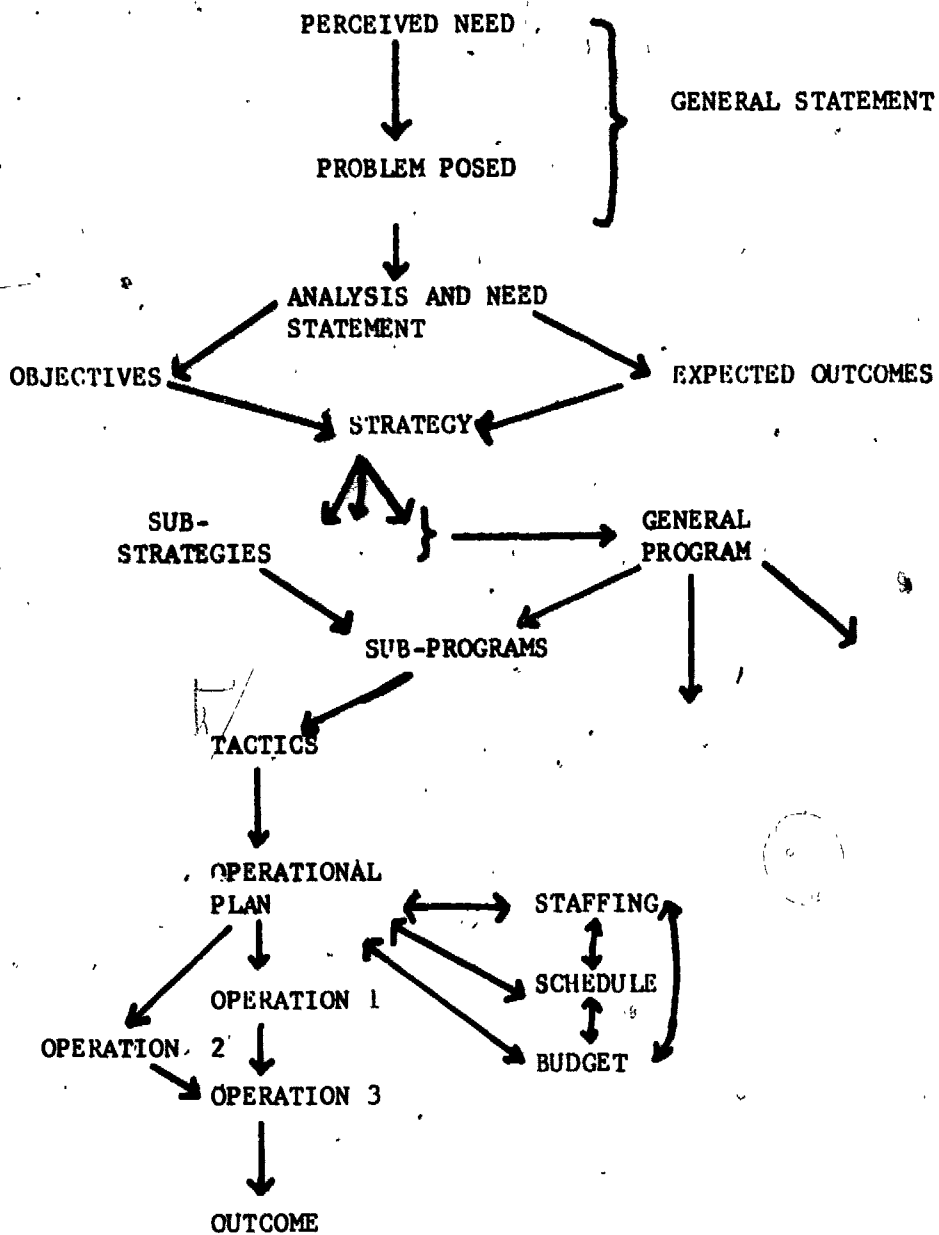 PERCEIVED NEED
GENERAL STATEMENT
PROBLEM POSED
ANALYSIS AND NEED
STATEMENT
OBJECTIVES
EXPECTED OUTCOMES
STRATEGY
SUB-
STRATEGIES
GENERAL
PROGRAM
SUB-PROGRAMS
TACTICS
OPERATIONAL
PLAN
STAFFING
SCHEDULE
OPERATION 1
OPERATION 2
BUDGET
OPERATION 3
OUTCOME